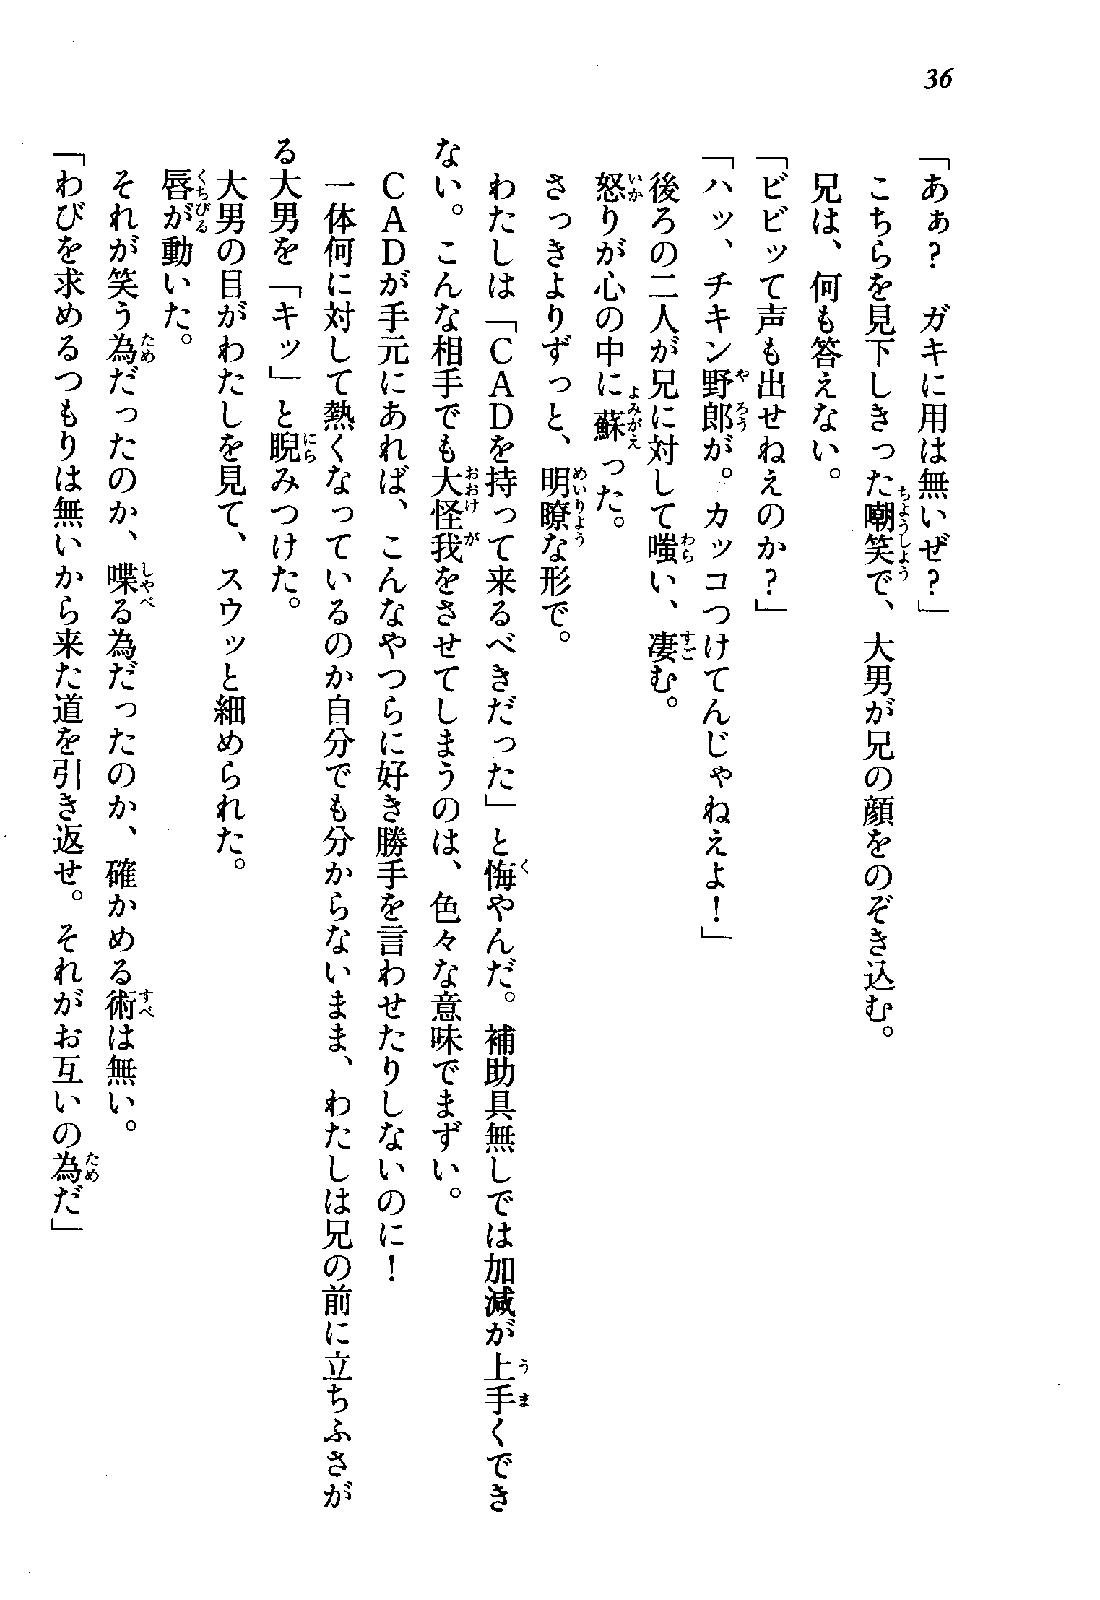 36
「あぁ？　ガキに用は無いぜ？」
こちらを見下しきった嘲笑で、大男が兄の顔をのぞき込む。
兄は、何も答えない。
「ビビッて声も出せねえのか？」
「ハッ、チキン野郎が。カッコつけてんじゃねえよ！」
後ろの二人が兄に対して嗤い、凄む。
怒りが心の中に蘇った。
さっきよりずっと、明瞭な形で。
わたしは「ＣＡＤを持って来るべきだった」と悔やんだ。補助具無しでは加減が上手くでき
ない。こんな相手でも大怪我をさせてしまうのは、色々な意味でまずい。
ＣＡＤが手元にあれば、こんなやつらに好き勝手を言わせたりしないのに！
一体何に対して熱くなっているのか自分でも分からないまま、わたしは兄の前に立ちふさが
る大男を「キッ」と睨みつけた。
大男の目がわたしを見て、スウッと細められた。
唇が動いた。
それが笑う為だったのか、喋る為だったのか、確かめる術は無い。
「わびを求めるつもりは無いから来た道を引き返せ。それがお互いの為だ」